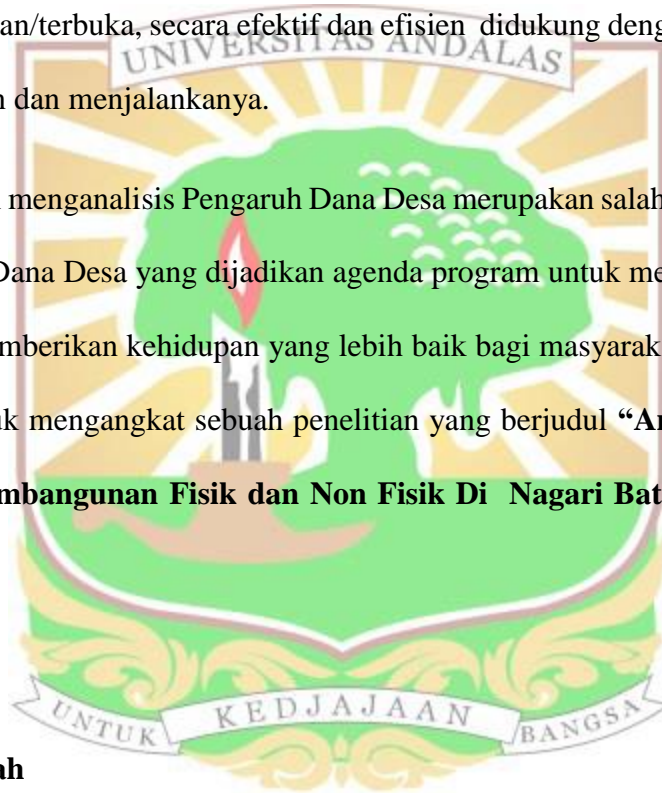 an/terbuka, secara efektif dan efisien didukung deng
UNIVERSITAS ANDALAS
n dan menjalankanya.
menganalisis Pengaruh Dana Desa merupakan salah
Dana Desa yang dijadikan agenda program untuk me
mberikan kehidupan yang lebih baik bagi masyarak
uk mengangkat sebuah penelitian yang berjudul “An
mbangunan Fisik dan Non Fisik Di Nagari Bat
UNTUK KEDJAJAAN BANGSA
ah